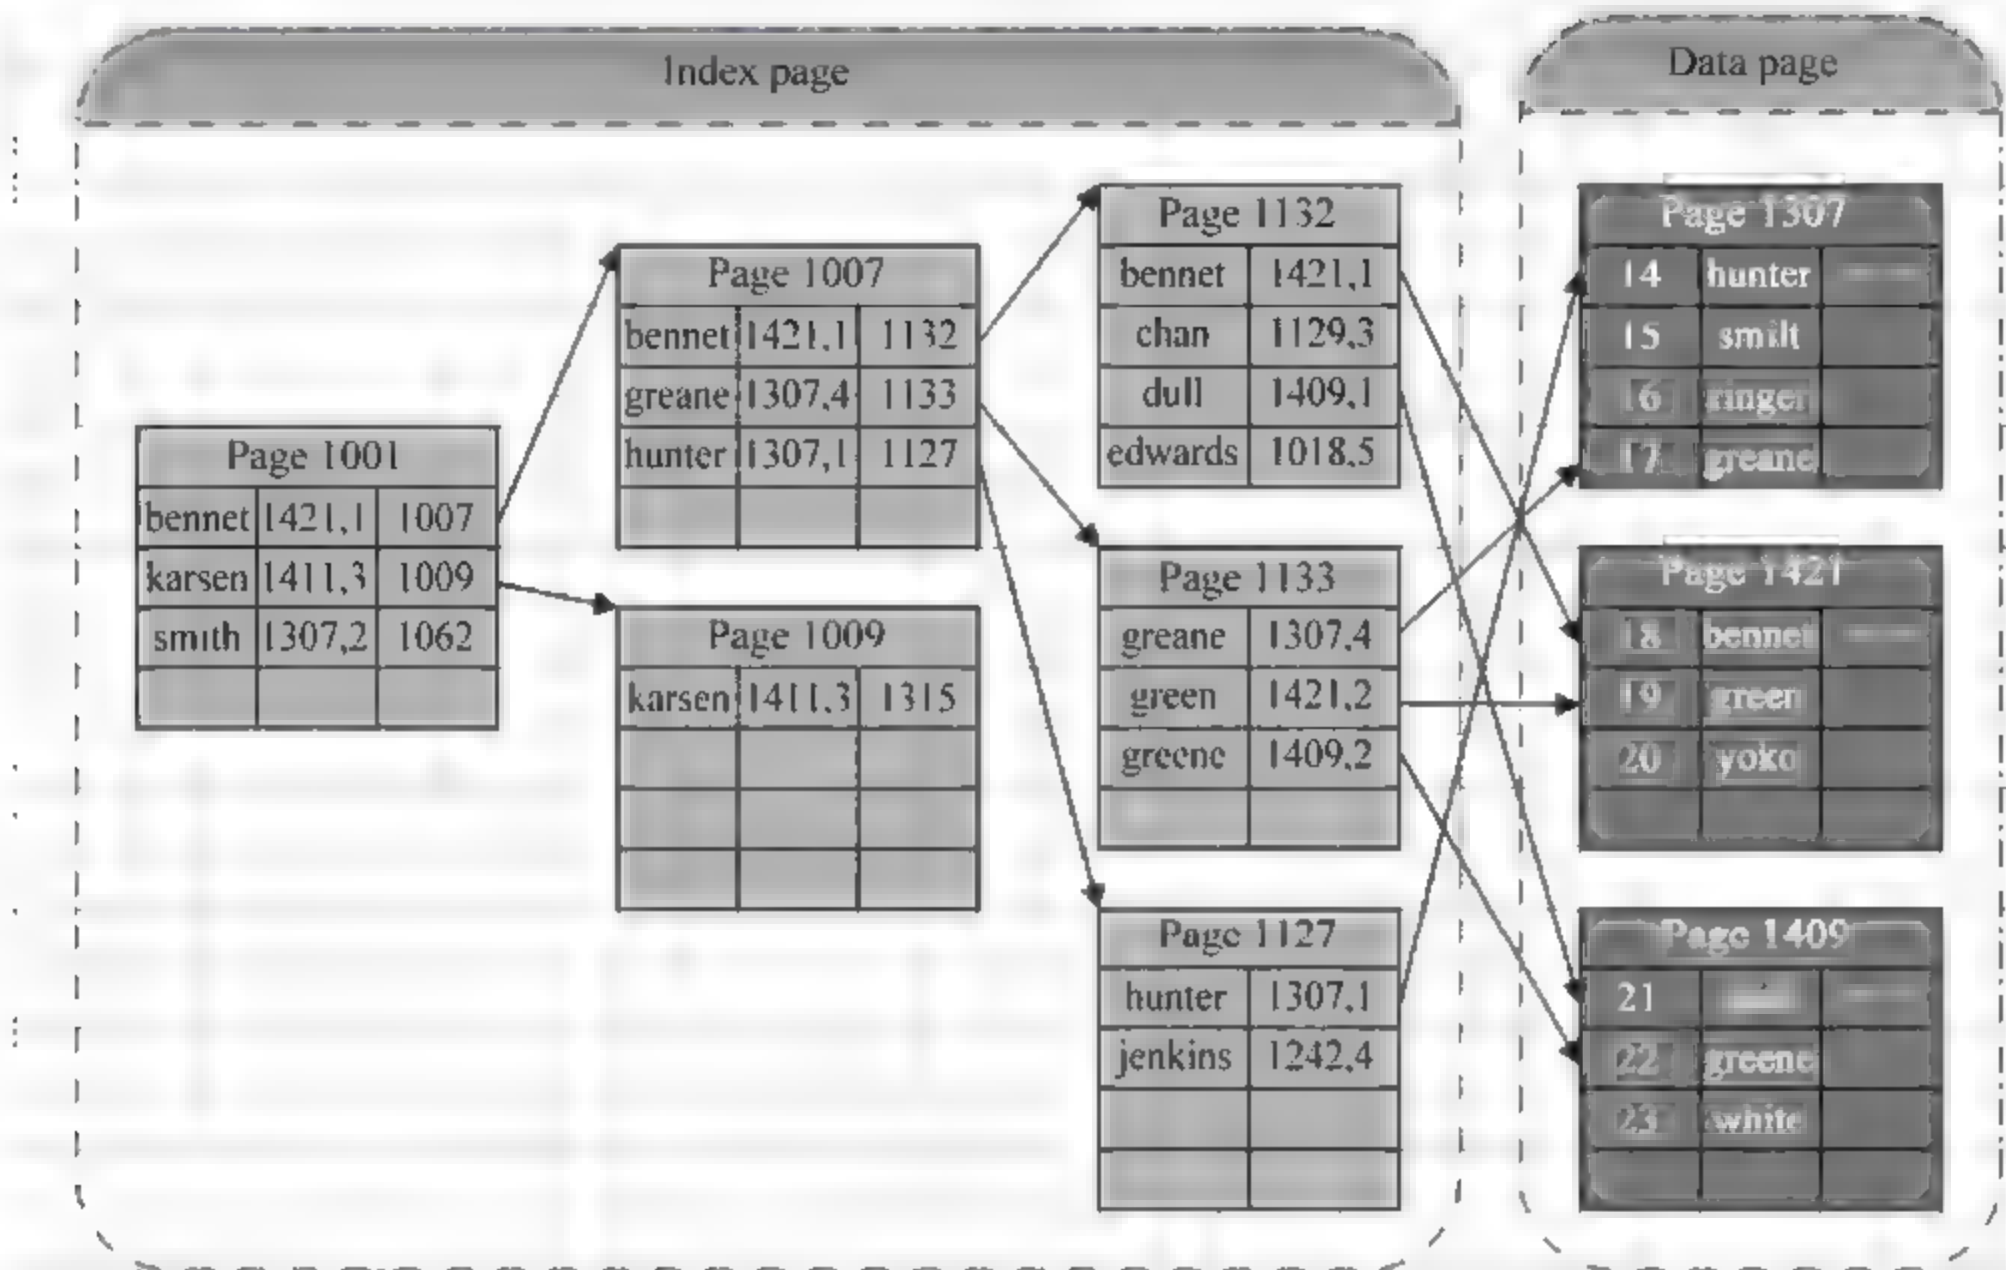 Index page
Data page
Page 1001
bennet 1421,1 1007
karsen 1411,3 1009
smith 1307,2 1062
Page 1007
bennet 1421,1 1132
greane 1307,4 1133
hunter 1307,1 1127
Page 1009
karsen 1411,3 1315
Page 1132
bennet 1421,1
chan 1129,3
dull 1409,1
edwards 1018,5
Page 1133
greane 1307,4
green 1421,2
greene 1409,2
Page 1127
hunter 1307,1
jenkins 1242,4
Page 1307
14 hunter
15 smilt
16 ringer
17 greane
Page 1421
18 bennet
19 green
20 yoko
Page 1409
21
22 greene
23 white